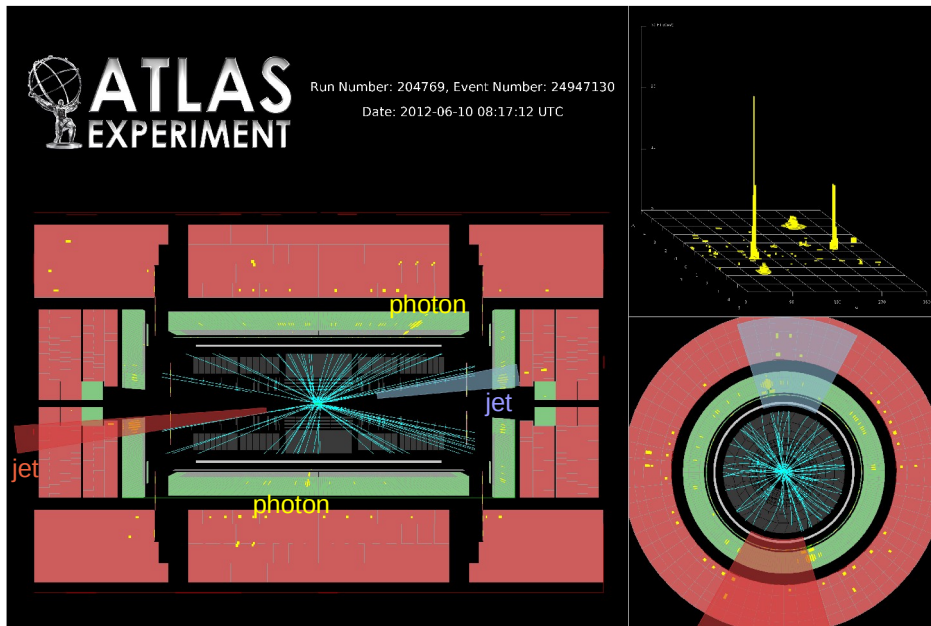 ATLAS
EXPERIMENT
Run Number: 204769, Event Number: 24947130
Date: 2012-06-10 08:17:12 UTC
photon
jet
jet
photon